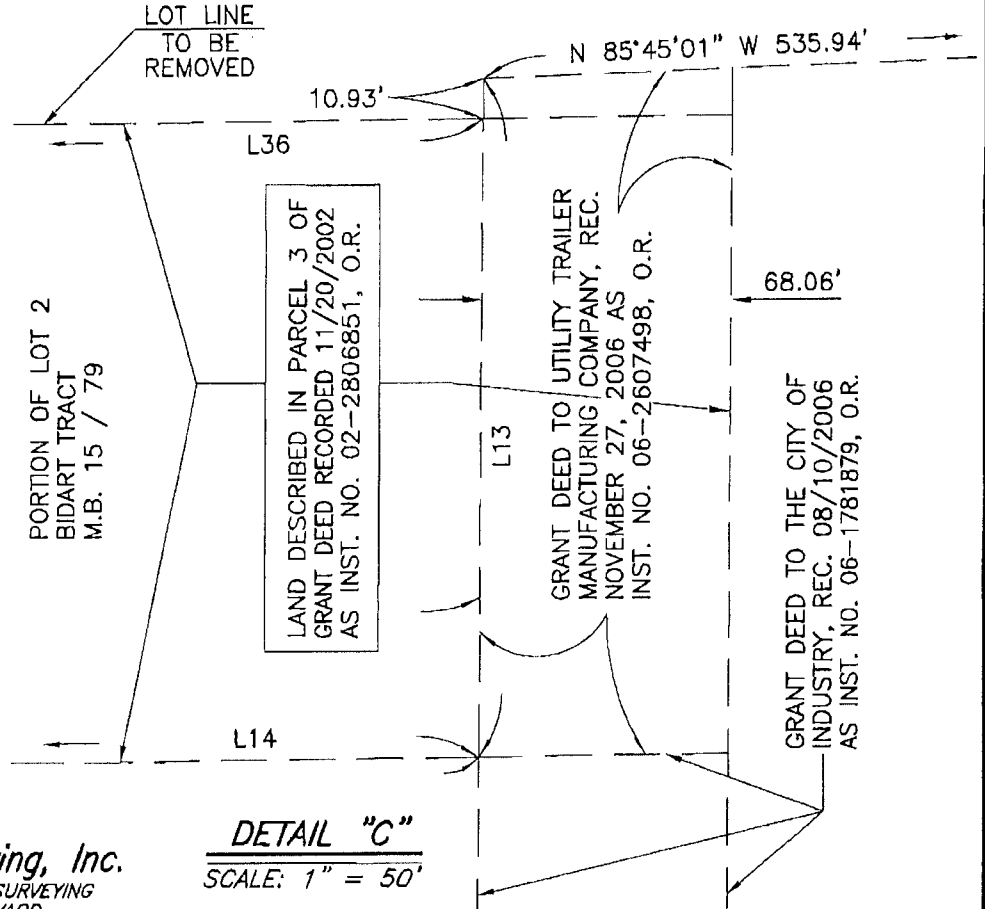 LOT LINE
TO BE
REMOVED
N 85°45'01" W 535.94'
10.93'
L36
PORTION OF LOT 2
BIDART TRACT
M.B. 15 / 79
LAND DESCRIBED IN PARCEL 3 OF
GRANT DEED RECORDED 11/20/2002
AS INST. NO. 02-2806851, O.R.
L13
GRANT DEED TO UTILITY TRAILER
MANUFACTURING COMPANY, REC.
NOVEMBER 27, 2006 AS
INST. NO. 06-2607498, O.R.
68.06'
GRANT DEED TO THE CITY OF
INDUSTRY, REC. 08/10/2006
AS INST. NO. 06-1781879, O.R.
L14
DETAIL "C"
SCALE: 1" = 50'
ing, Inc.
SURVEYING